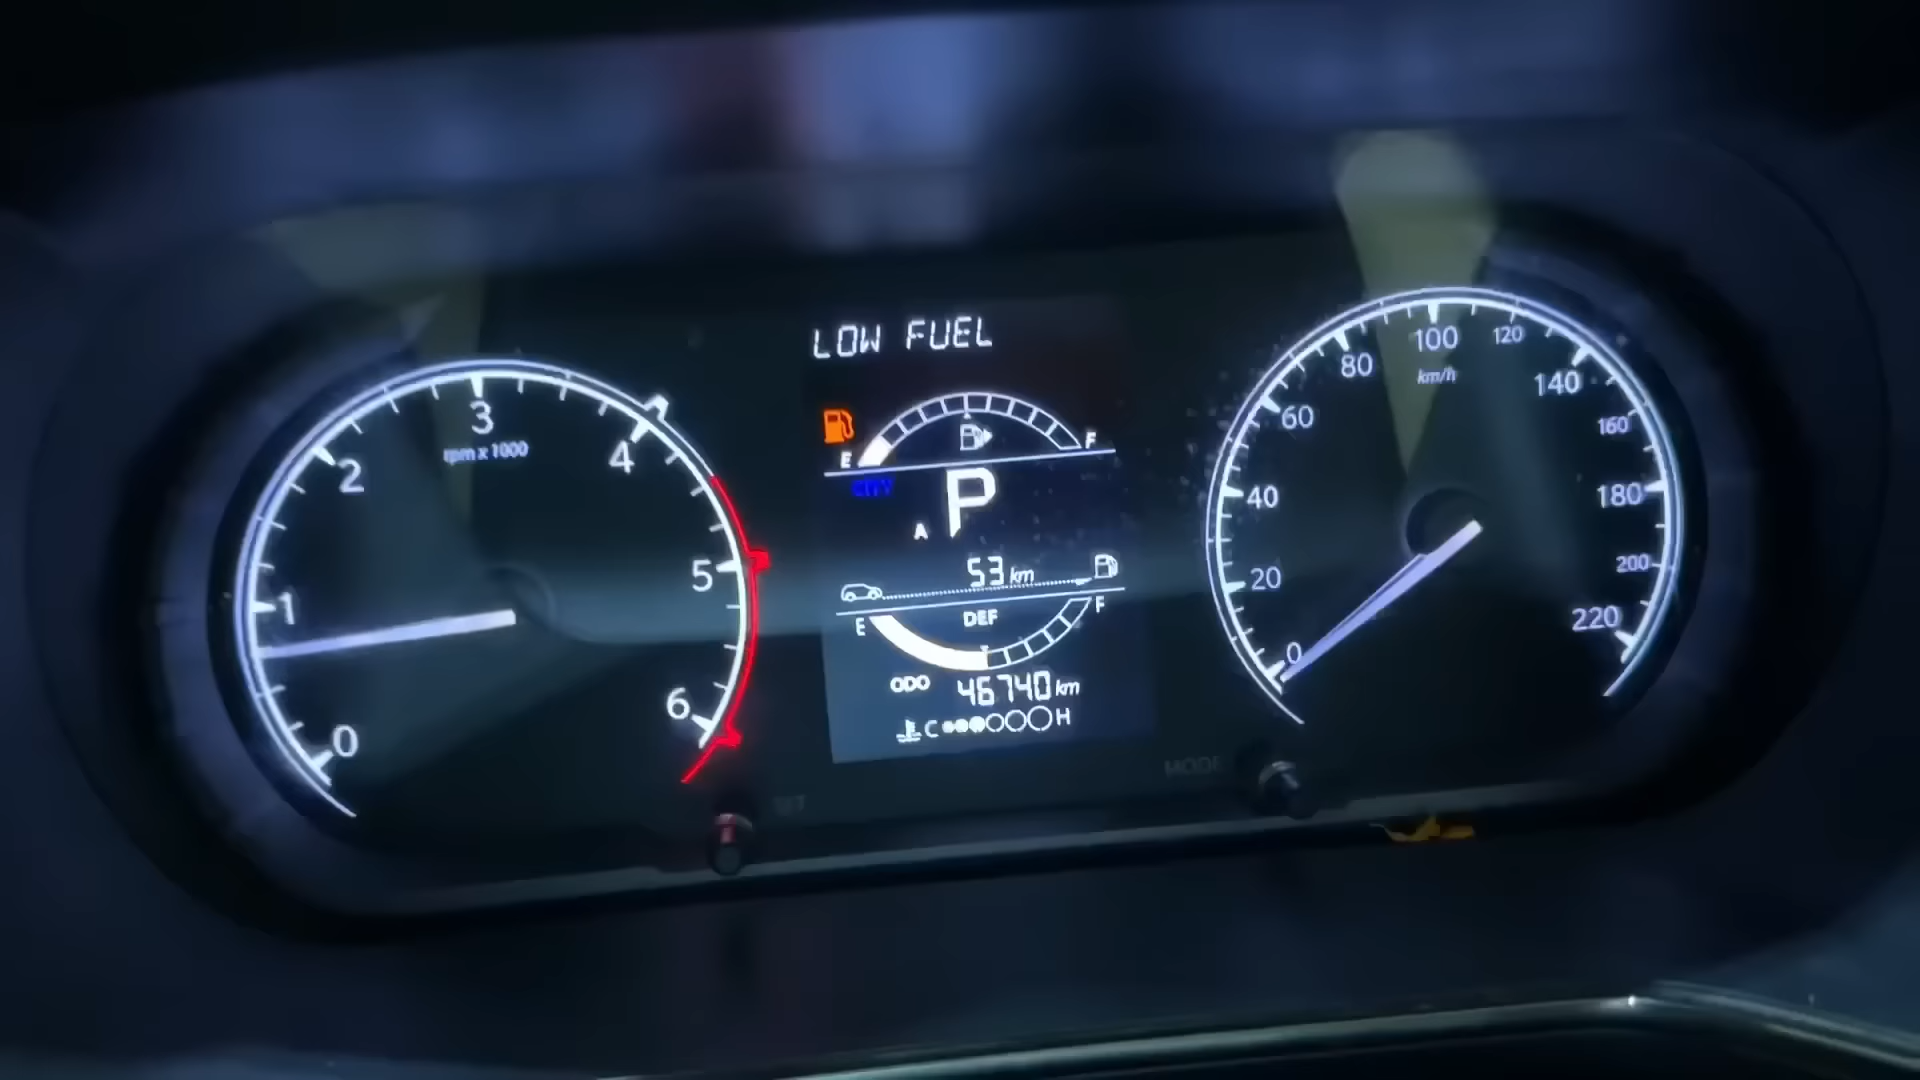 LOW FUEL
E F
CITY
P
A
53 km
DEF
E F
ODO 46740 km
C H
0 1 2 3 4 5 6
rpm x 1000
0 20 40 60 80 100 120 140 160 180 200 220
km/h
SET
MODE